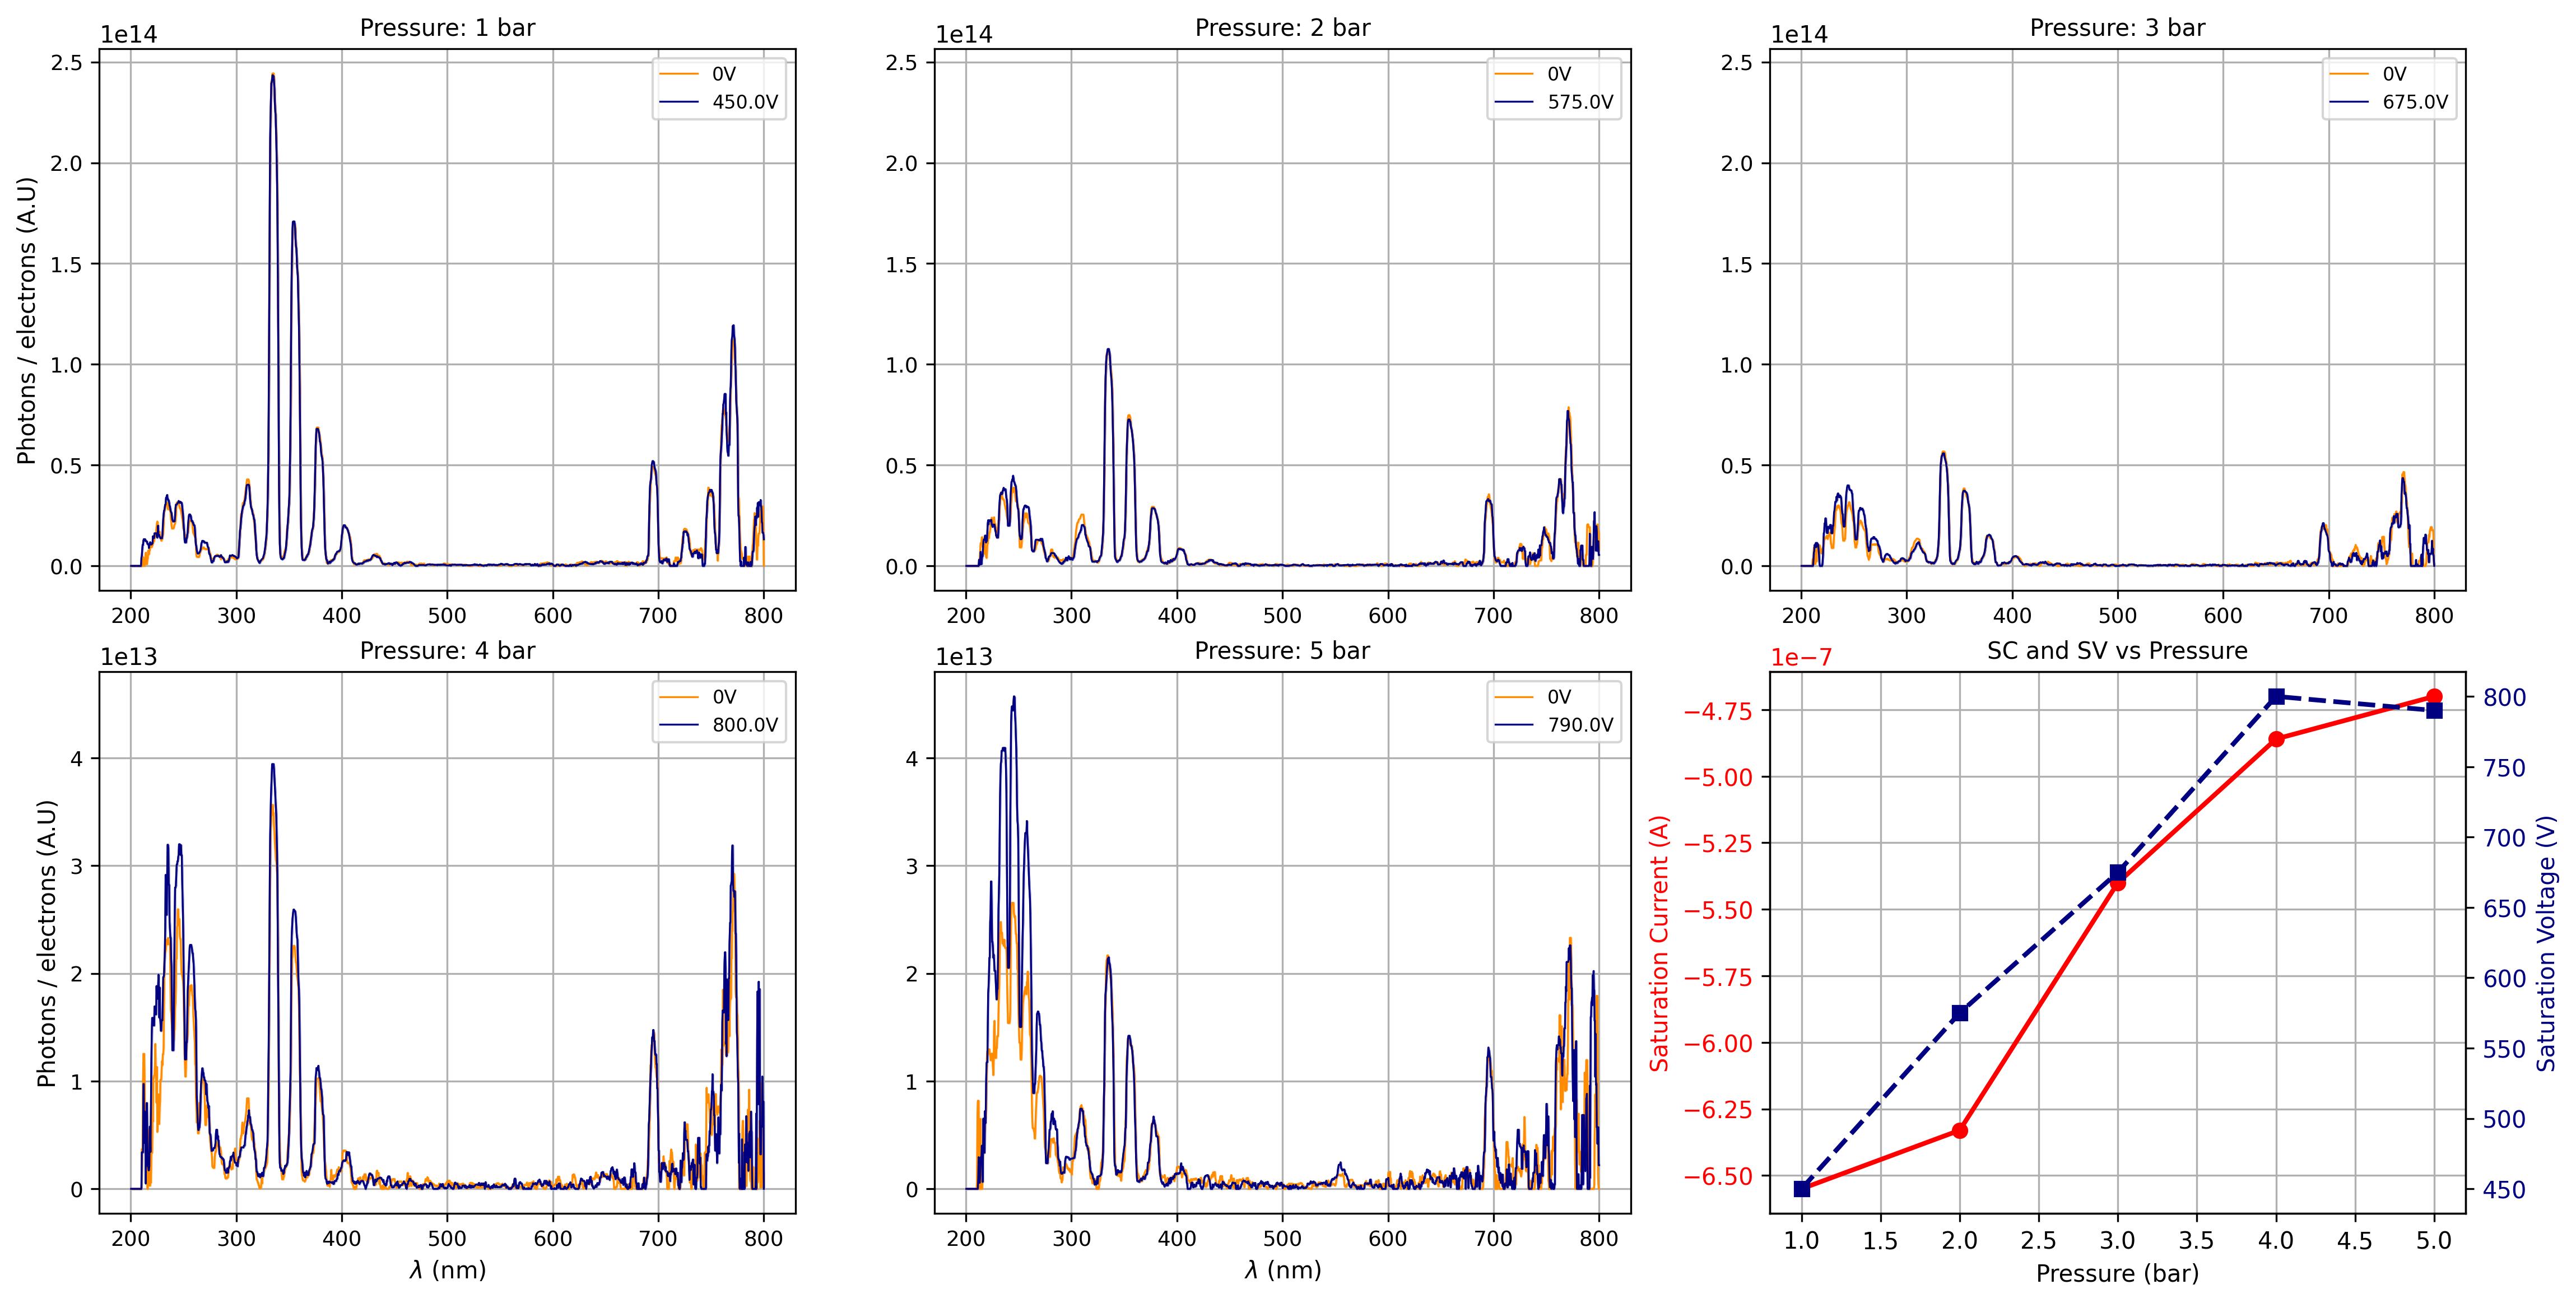 Pressure: 1 bar
1e14
Photons / electrons (A.U)
2.5
2.0
1.5
1.0
0.5
0.0
200 300 400 500 600 700 800
0V
450.0V
Pressure: 2 bar
1e14
2.5
2.0
1.5
1.0
0.5
0.0
200 300 400 500 600 700 800
0V
575.0V
Pressure: 3 bar
1e14
2.5
2.0
1.5
1.0
0.5
0.0
200 300 400 500 600 700 800
0V
675.0V
Pressure: 4 bar
1e13
Photons / electrons (A.U)
4
3
2
1
0
200 300 400 500 600 700 800
λ (nm)
0V
800.0V
Pressure: 5 bar
1e13
4
3
2
1
0
200 300 400 500 600 700 800
λ (nm)
0V
790.0V
SC and SV vs Pressure
1e−7
Saturation Current (A)
−4.75
−5.00
−5.25
−5.50
−5.75
−6.00
−6.25
−6.50
1.0 1.5 2.0 2.5 3.0 3.5 4.0 4.5 5.0
Pressure (bar)
800
750
700
650
600
550
500
450
Saturation Voltage (V)